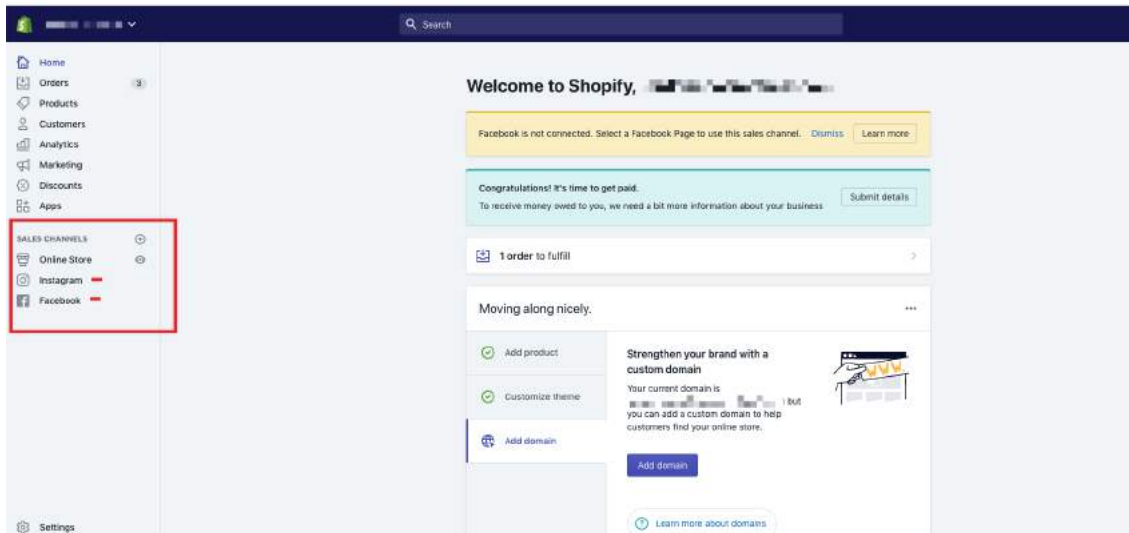 Search
Home
Orders 3
Products
Customers
Analytics
Marketing
Discounts
Apps
SALES CHANNELS
Online Store
Instagram
Facebook
Settings
Welcome to Shopify,
Facebook is not connected. Select a Facebook Page to use this sales channel. Dismiss Learn more
Congratulations! It's time to get paid.
To receive money owed to you, we need a bit more information about your business
Submit details
1 order to fulfill
Moving along nicely.
Add product
Customize theme
Add domain
Strengthen your brand with a
custom domain
Your current domain is
but
you can add a custom domain to help
customers find your online store.
Add domain
Learn more about domains